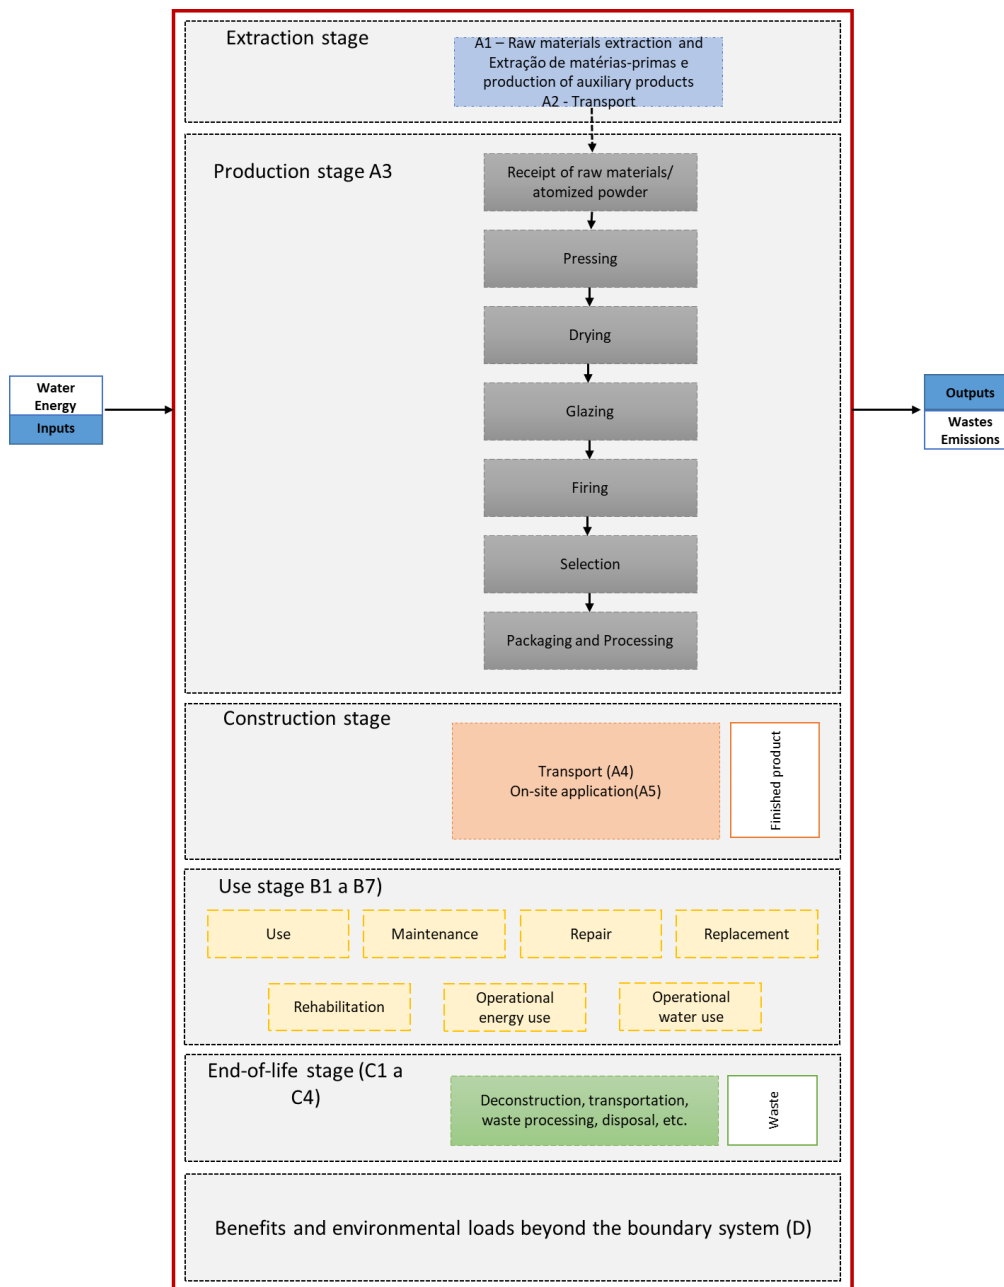 Extraction stage
A1 – Raw materials extraction and
Extração de matérias-primas e
production of auxiliary products
A2 - Transport
Production stage A3
Receipt of raw materials/
atomized powder
Pressing
Drying
Glazing
Firing
Selection
Packaging and Processing
Water
Energy
Inputs
Outputs
Wastes
Emissions
Construction stage
Transport (A4)
On-site application(A5)
Finished product
Use stage B1 a B7)
Use
Maintenance
Repair
Replacement
Rehabilitation
Operational
energy use
Operational
water use
End-of-life stage (C1 a
C4)
Deconstruction, transportation,
waste processing, disposal, etc.
Waste
Benefits and environmental loads beyond the boundary system (D)